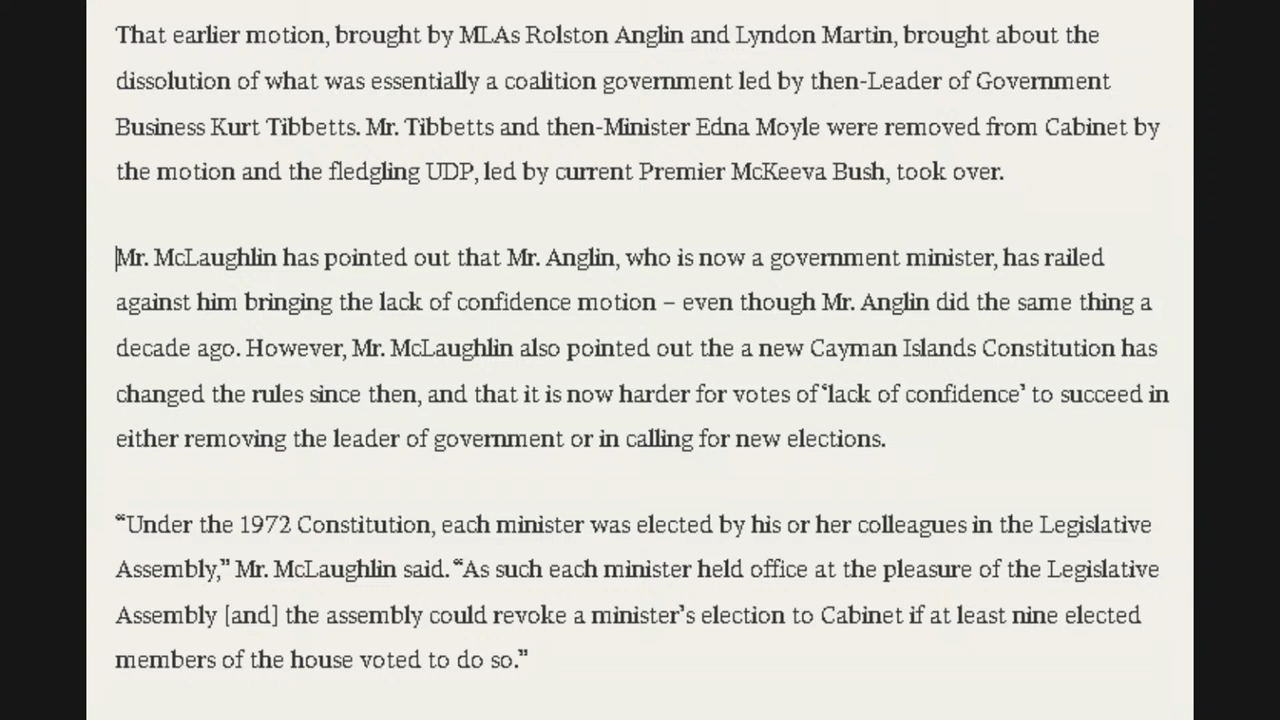 That earlier motion, brought by MLAs Rolston Anglin and Lyndon Martin, brought about the
dissolution of what was essentially a coalition government led by then-Leader of Government
Business Kurt Tibbetts. Mr. Tibbetts and then-Minister Edna Moyle were removed from Cabinet by
the motion and the fledgling UDP, led by current Premier McKeeva Bush, took over.
Mr. McLaughlin has pointed out that Mr. Anglin, who is now a government minister, has railed
against him bringing the lack of confidence motion – even though Mr. Anglin did the same thing a
decade ago. However, Mr. McLaughlin also pointed out the a new Cayman Islands Constitution has
changed the rules since then, and that it is now harder for votes of ‘lack of confidence’ to succeed in
either removing the leader of government or in calling for new elections.
“Under the 1972 Constitution, each minister was elected by his or her colleagues in the Legislative
Assembly,” Mr. McLaughlin said. “As such each minister held office at the pleasure of the Legislative
Assembly [and] the assembly could revoke a minister’s election to Cabinet if at least nine elected
members of the house voted to do so.”